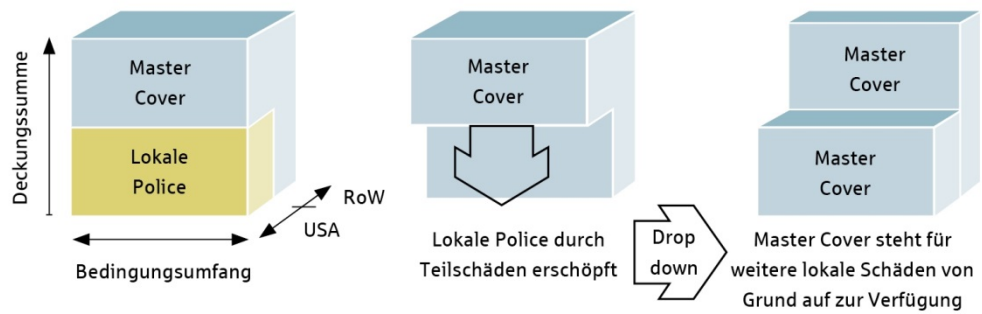 Deckungssumme
Master
Cover
Lokale
Police
RoW
USA
Bedingungsumfang
Master
Cover
Lokale Police durch
Teilschäden erschöpft
Drop
down
Master
Cover
Master
Cover
Master Cover steht für
weitere lokale Schäden von
Grund auf zur Verfügung